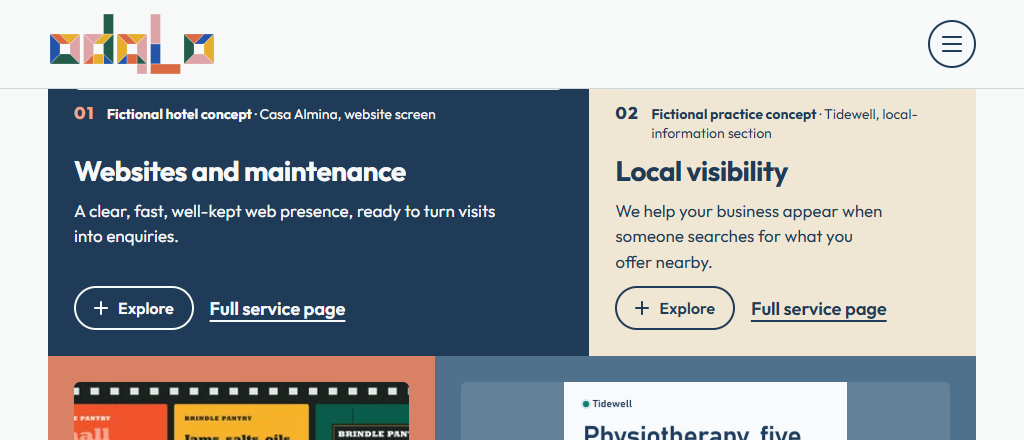 odalo
01 Fictional hotel concept · Casa Almina, website screen
Websites and maintenance
A clear, fast, well-kept web presence, ready to turn visits
into enquiries.
+ Explore Full service page
02 Fictional practice concept · Tidewell, local-
information section
Local visibility
We help your business appear when
someone searches for what you
offer nearby.
+ Explore Full service page
PANTRY
BRINDLE PANTRY
Jams, salts, oils
Tidewell
Physiotherapy, five